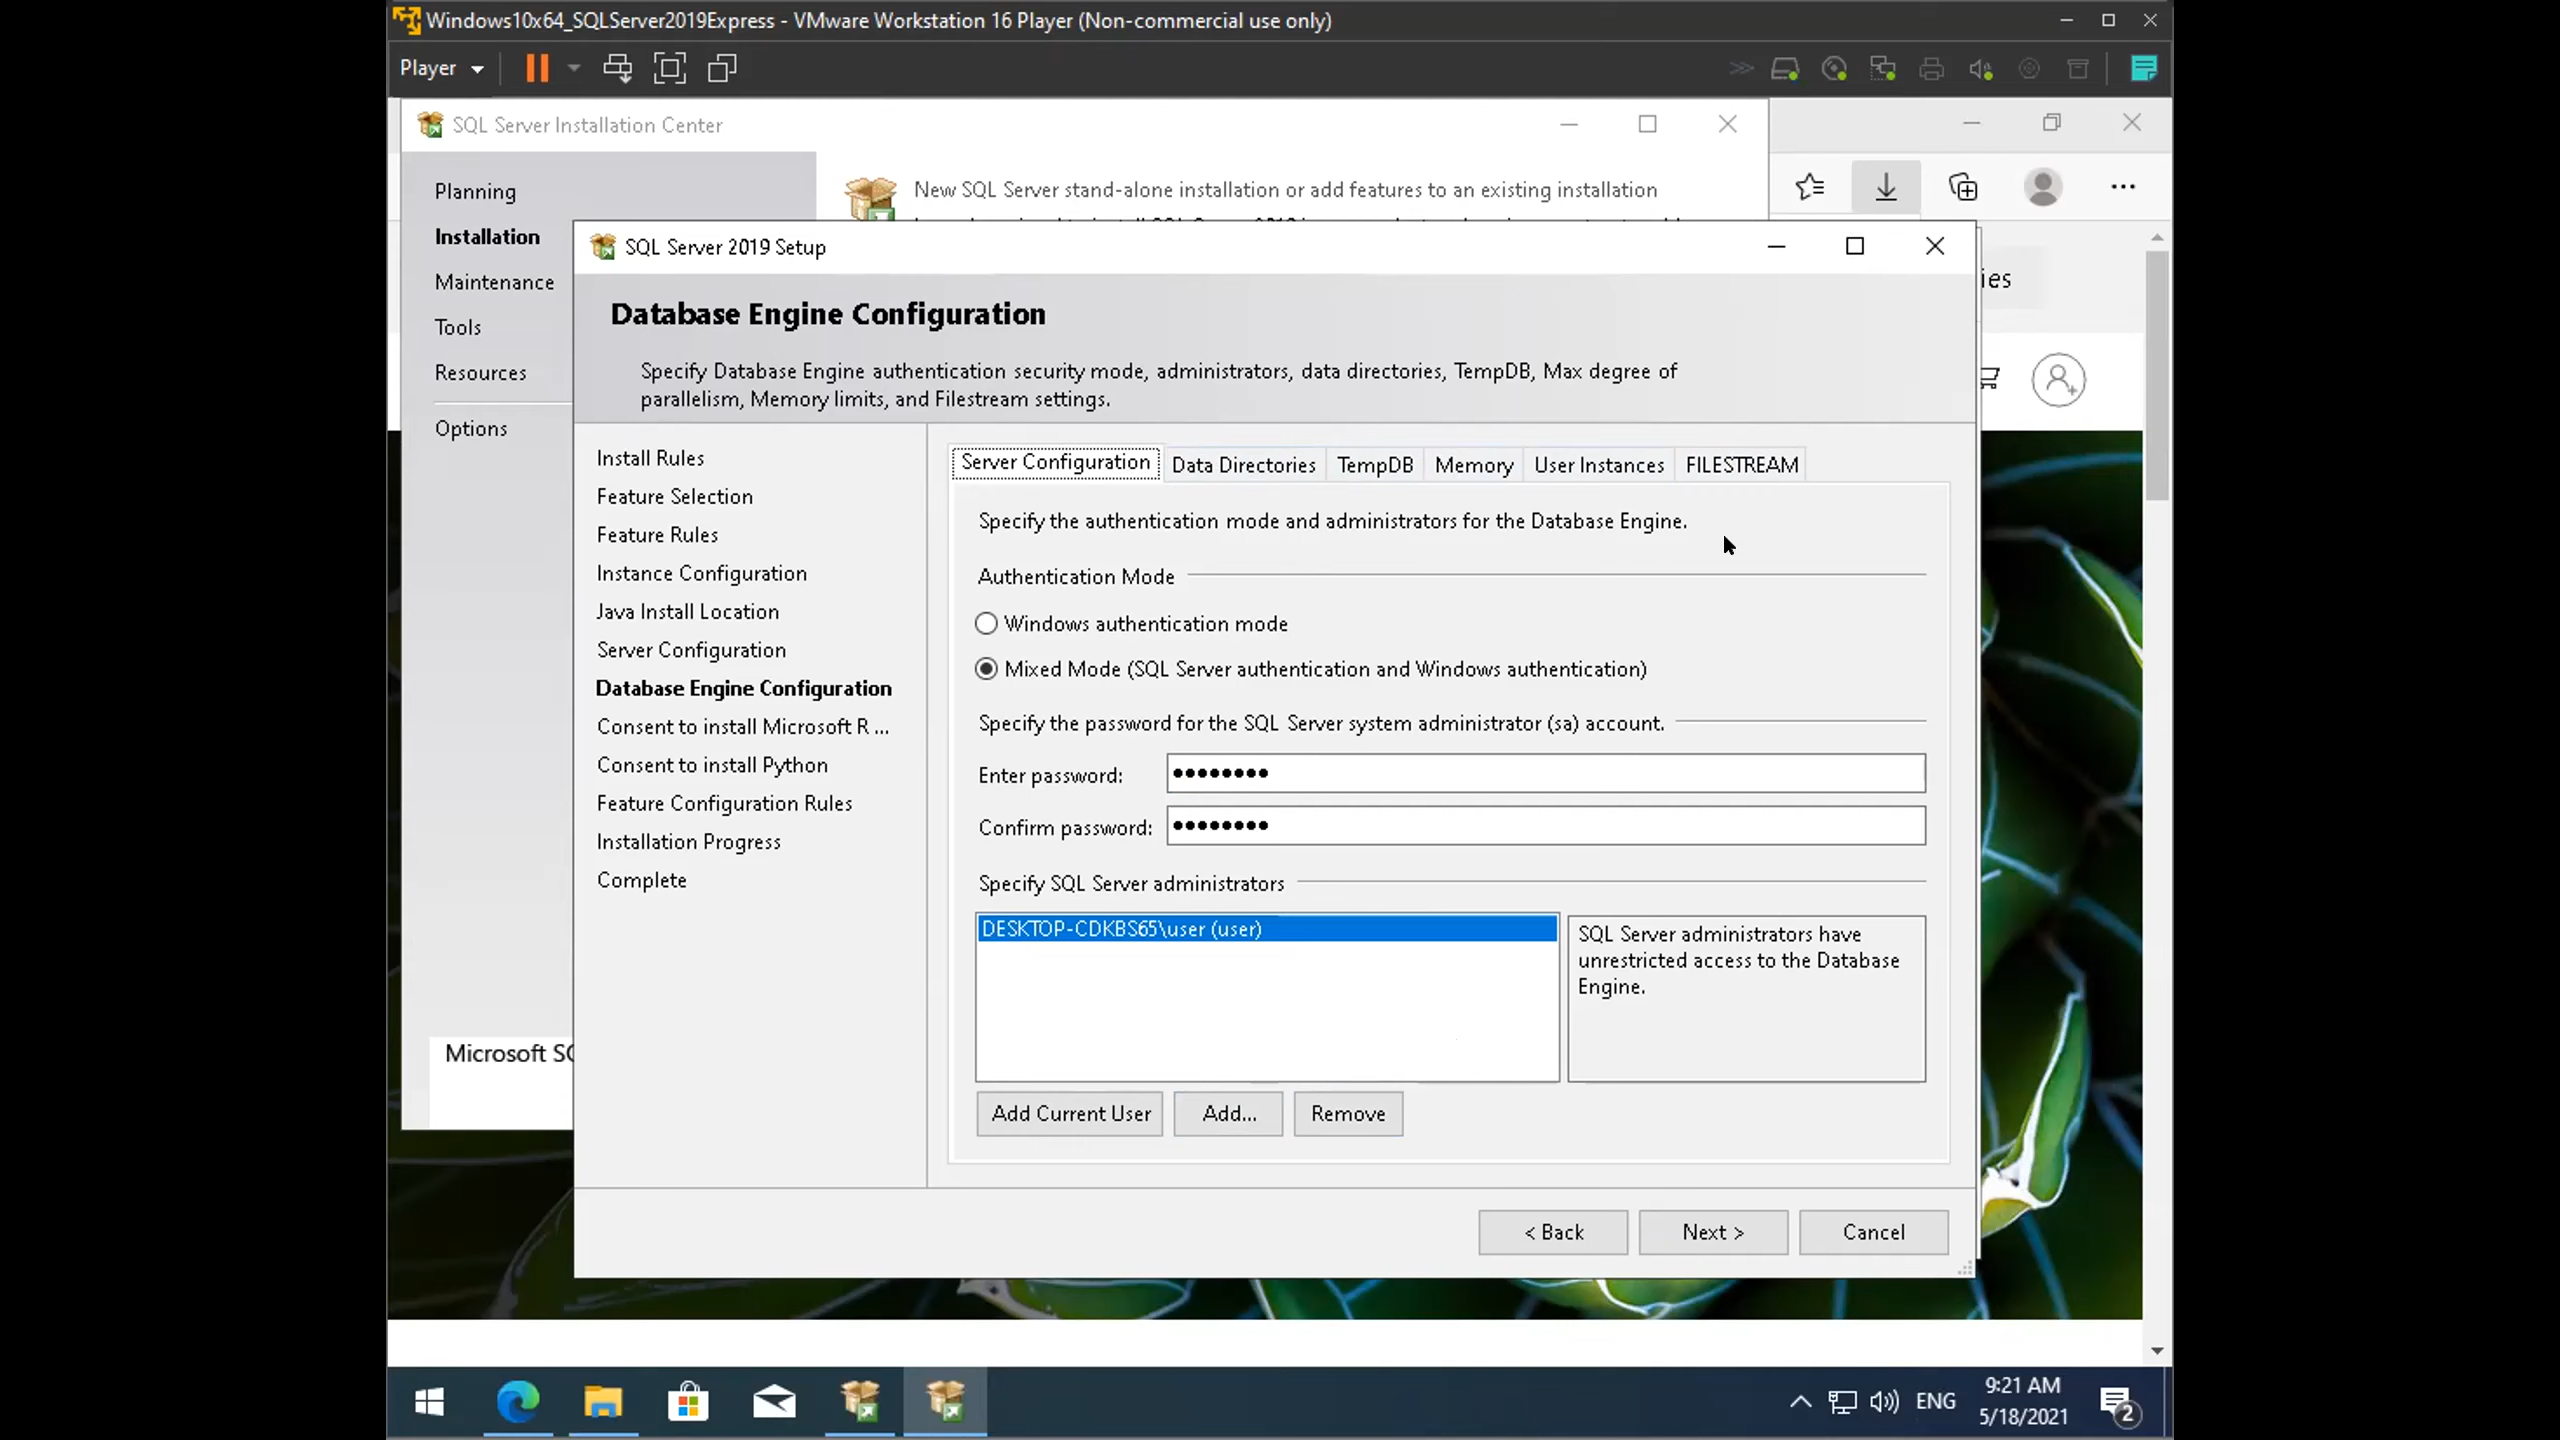 Windows10x64_SQLServer2019Express - VMware Workstation 16 Player (Non-commercial use only)
Player
SQL Server Installation Center
Planning
Installation
Maintenance
Tools
Resources
Options
New SQL Server stand-alone installation or add features to an existing installation
ies
SQL Server 2019 Setup
Database Engine Configuration
Specify Database Engine authentication security mode, administrators, data directories, TempDB, Max degree of
parallelism, Memory limits, and Filestream settings.
Install Rules
Feature Selection
Feature Rules
Instance Configuration
Java Install Location
Server Configuration
Database Engine Configuration
Consent to install Microsoft R ...
Consent to install Python
Feature Configuration Rules
Installation Progress
Complete
Server Configuration Data Directories TempDB Memory User Instances FILESTREAM
Specify the authentication mode and administrators for the Database Engine.
Authentication Mode
Windows authentication mode
Mixed Mode (SQL Server authentication and Windows authentication)
Specify the password for the SQL Server system administrator (sa) account.
Enter password: ●●●●●●●●
Confirm password: ●●●●●●●●
Specify SQL Server administrators
DESKTOP-CDKBS65\user (user)
SQL Server administrators have
unrestricted access to the Database
Engine.
Add Current User Add... Remove
Microsoft SQ
< Back Next > Cancel
ENG
9:21 AM
5/18/2021
2